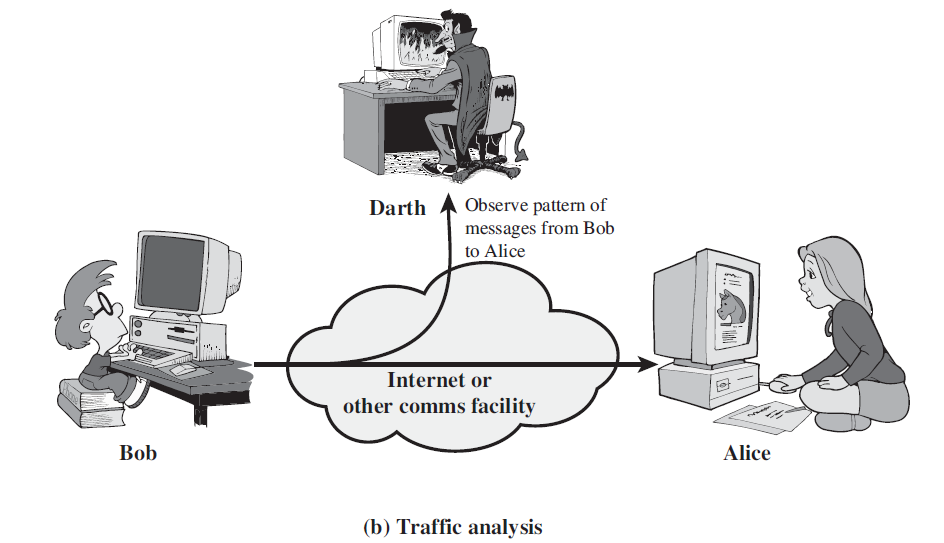 Darth
Observe pattern of
messages from Bob
to Alice
Internet or
other comms facility
Bob
Alice
(b) Traffic analysis